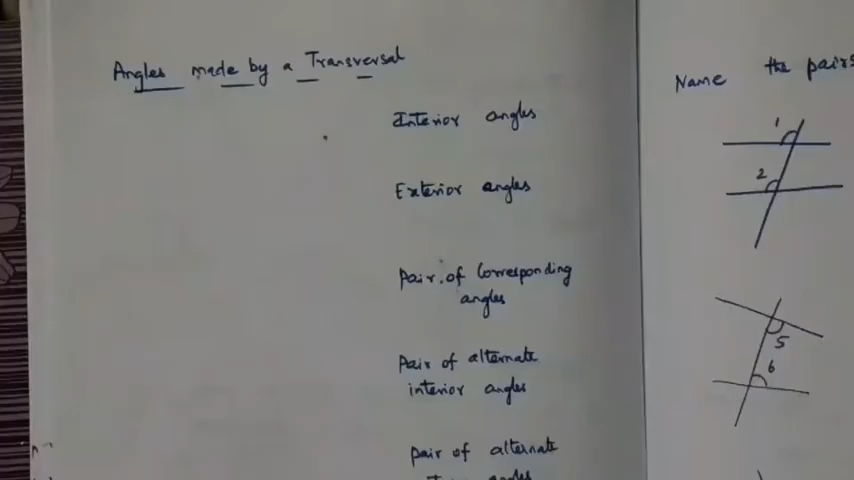 Angles made by a Transversal
Interior angles
Exterior angles
Pair of Corresponding
angles
Pair of alternate
interior angles
pair of alternate
angles
Name the pairs
1
2
5
6